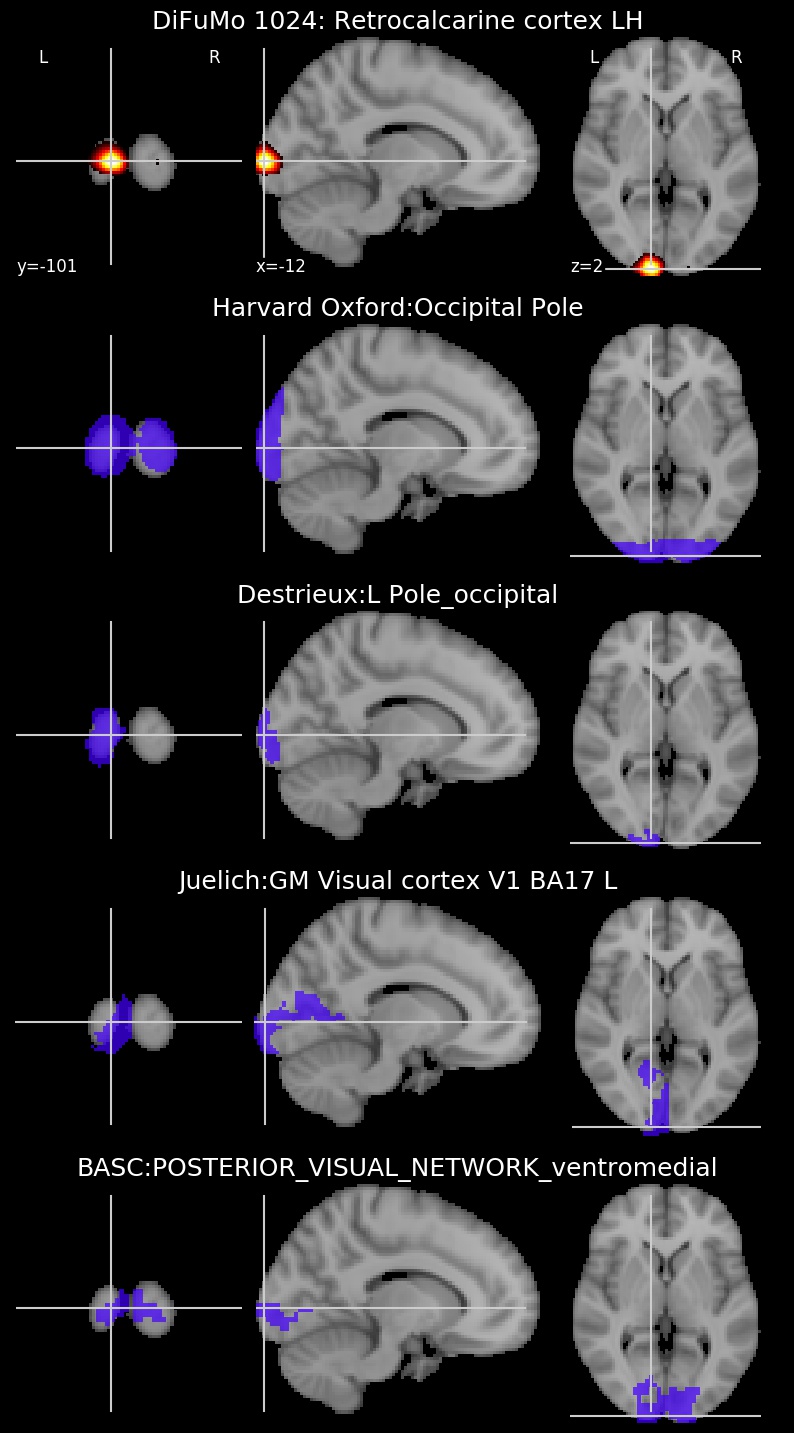 DiFuMo 1024: Retrocalcarine cortex LH
L R L R
y=-101 x=-12 z=2
Harvard Oxford:Occipital Pole
Destrieux:L Pole_occipital
Juelich:GM Visual cortex V1 BA17 L
BASC:POSTERIOR_VISUAL_NETWORK_ventromedial